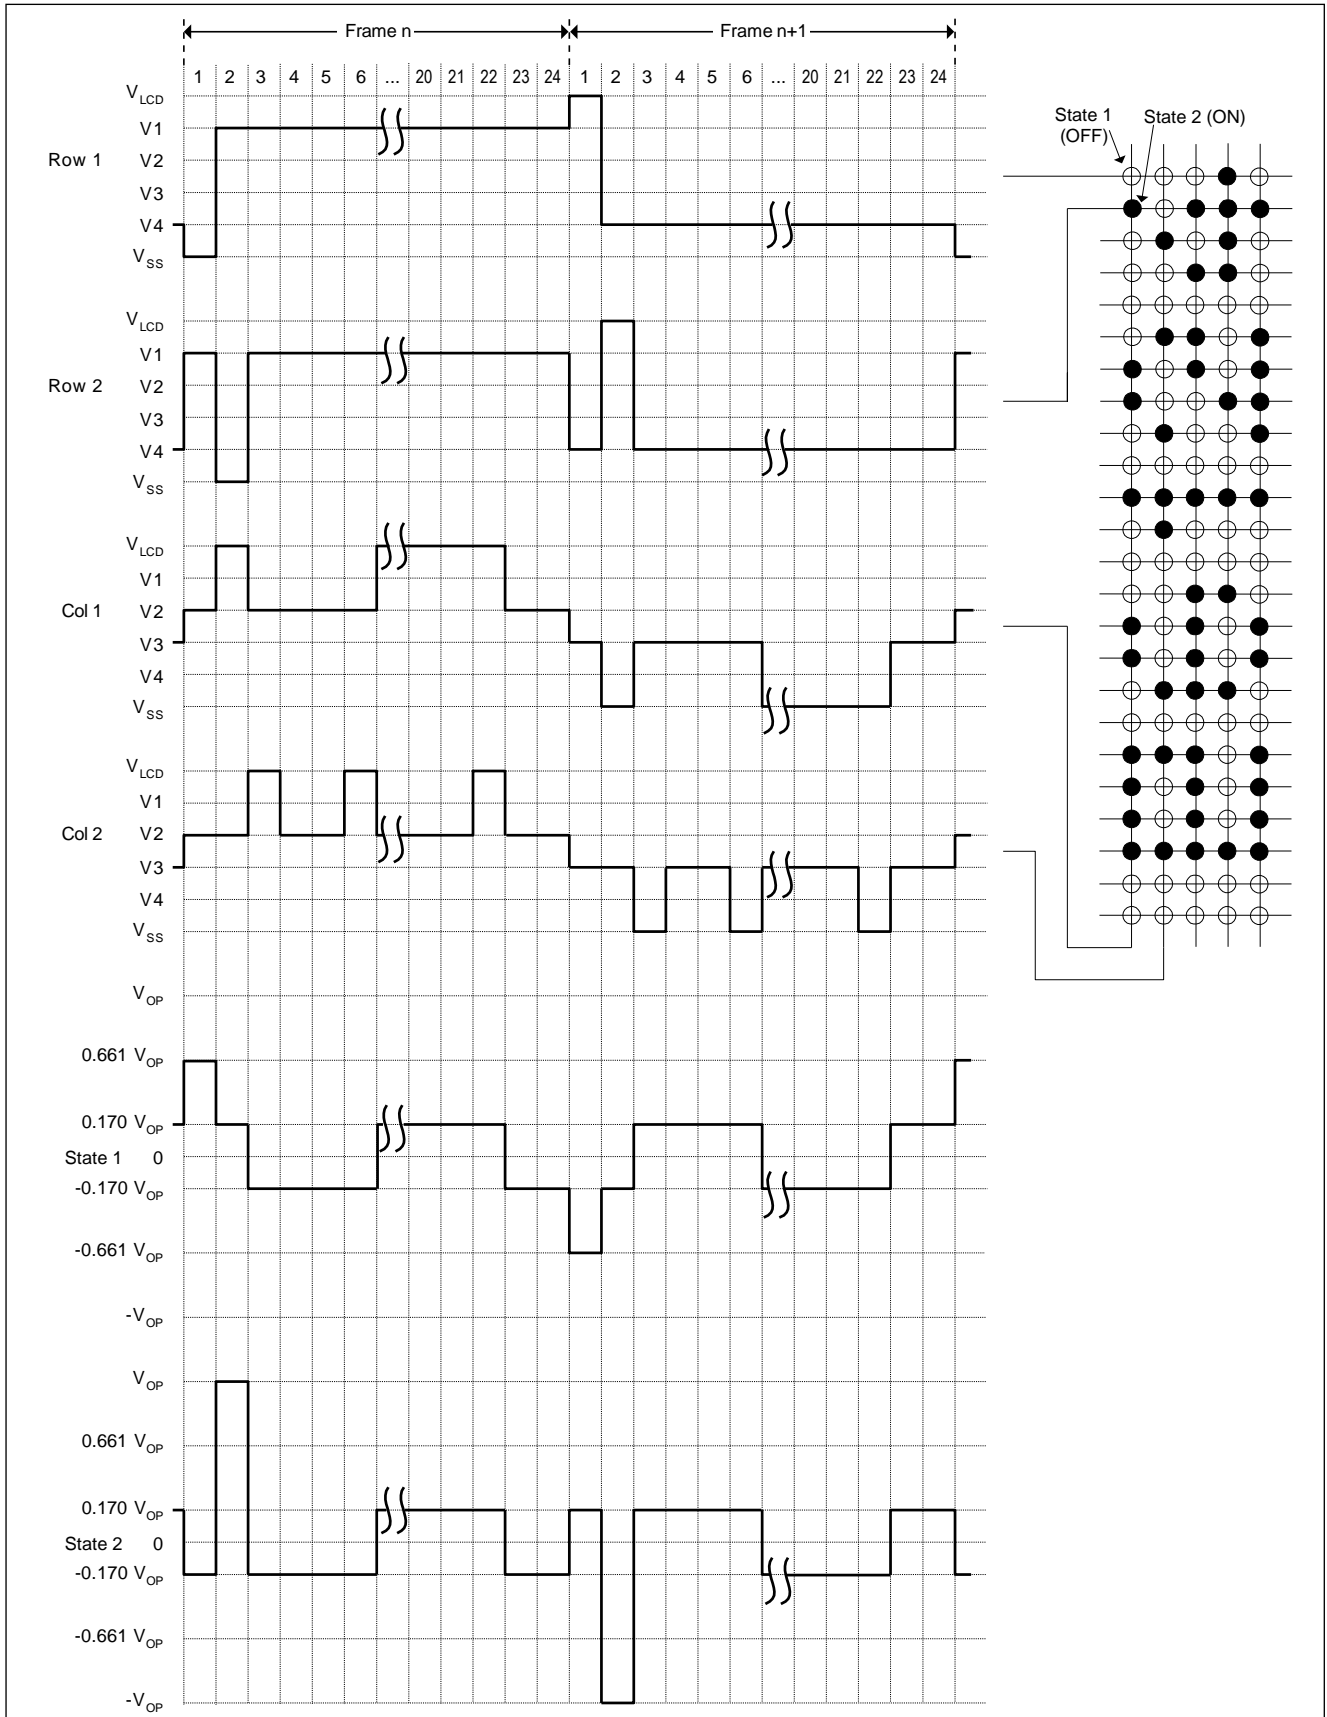 Frame n Frame n+1
1 2 3 4 5 6 ... 20 21 22 23 24 1 2 3 4 5 6 ... 20 21 22 23 24
State 1 (OFF)
State 2 (ON)
Row 1
VLCD
V1
V2
V3
V4
VSS
Row 2
VLCD
V1
V2
V3
V4
VSS
Col 1
VLCD
V1
V2
V3
V4
VSS
Col 2
VLCD
V1
V2
V3
V4
VSS
VOP
0.661 VOP
0.170 VOP
State 1 0
-0.170 VOP
-0.661 VOP
-VOP
VOP
0.661 VOP
0.170 VOP
State 2 0
-0.170 VOP
-0.661 VOP
-VOP